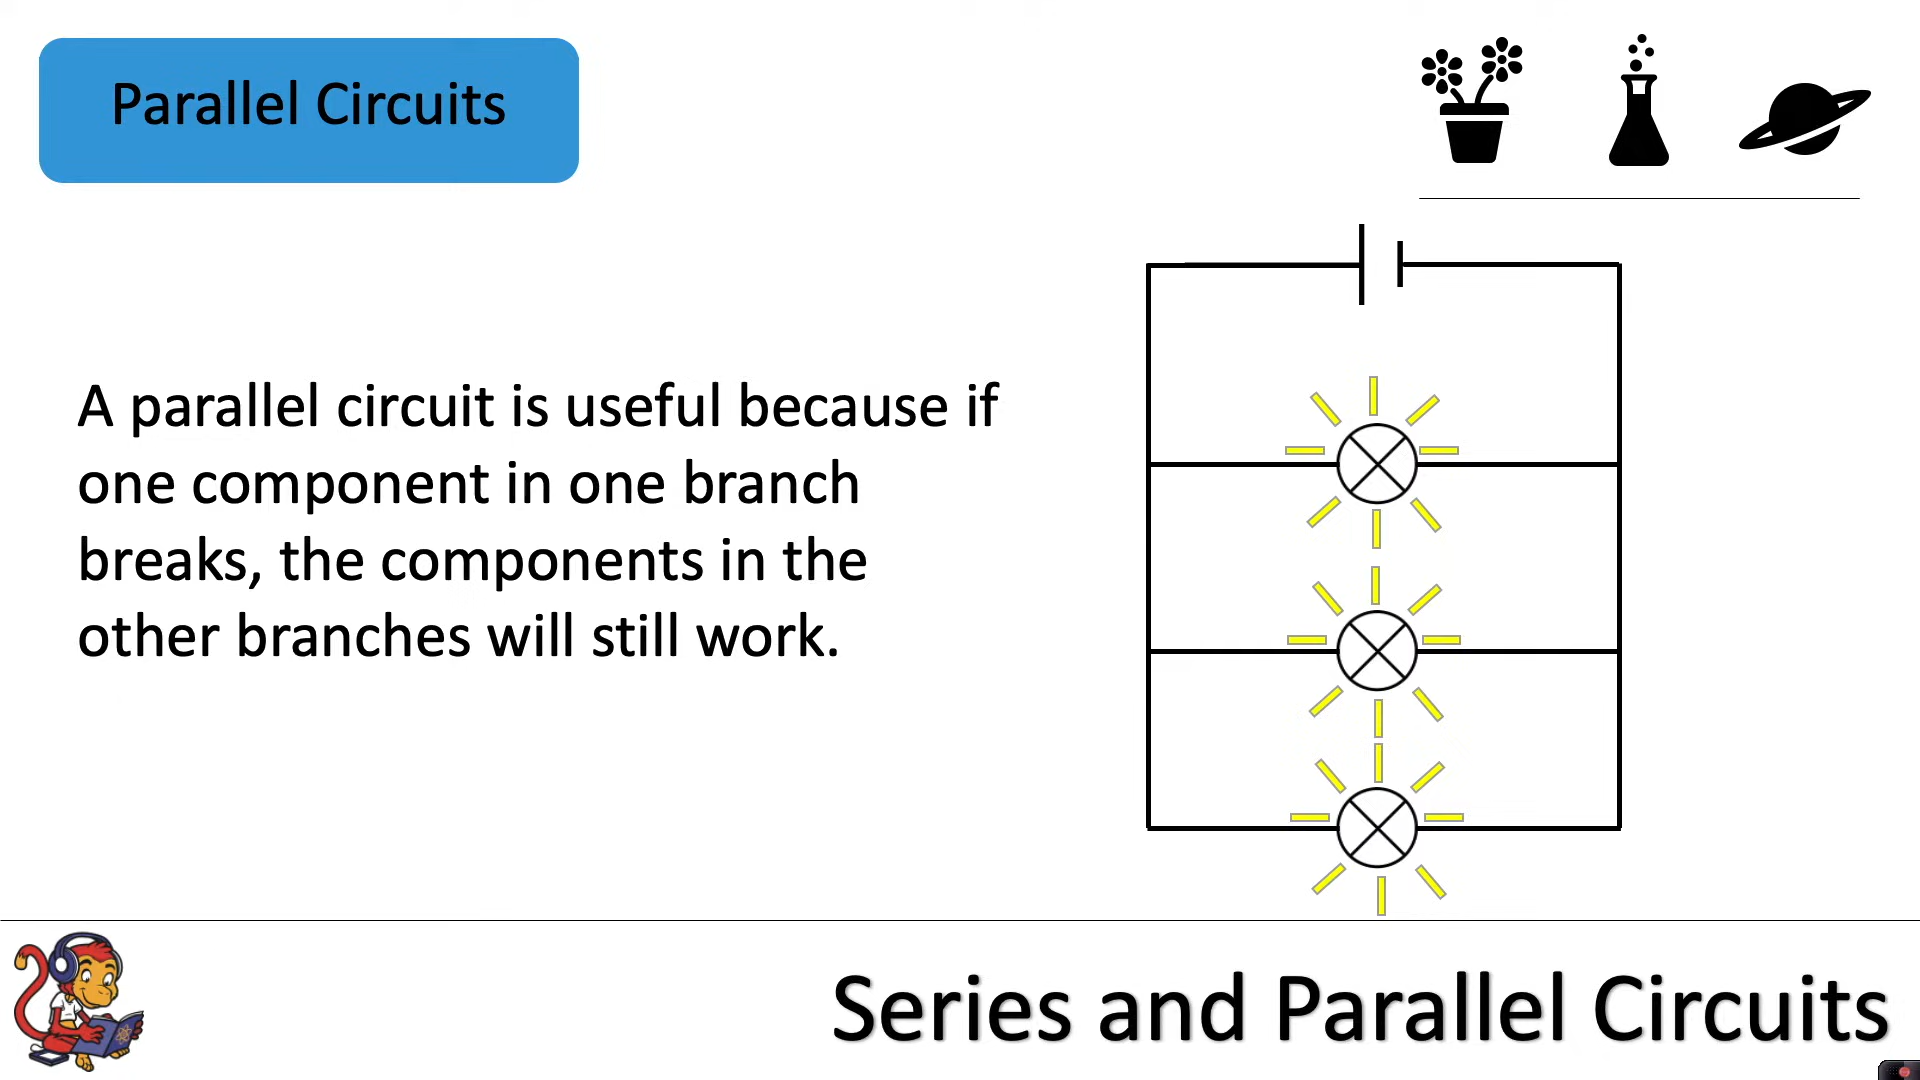 Parallel Circuits
A parallel circuit is useful because if
one component in one branch
breaks, the components in the
other branches will still work.
Series and Parallel Circuits